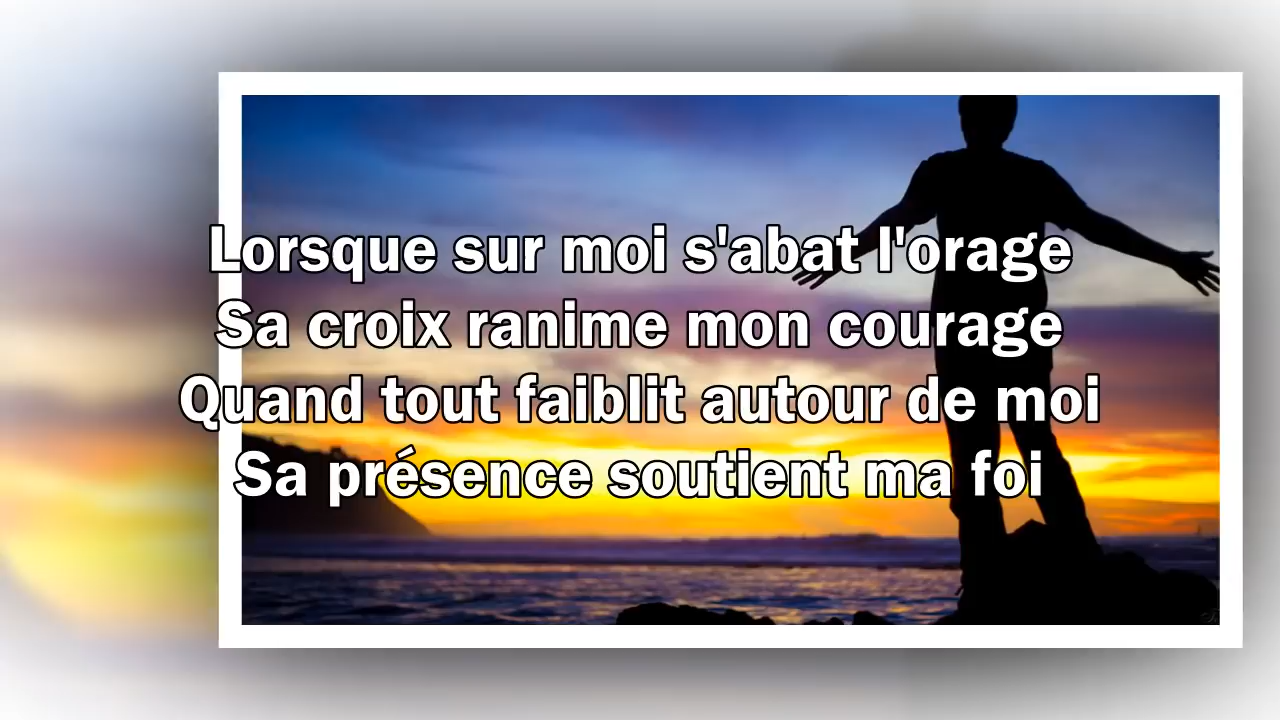 Lorsque sur moi s'abat l'orage
Sa croix ranime mon courage
Quand tout faiblit autour de moi
Sa présence soutient ma foi